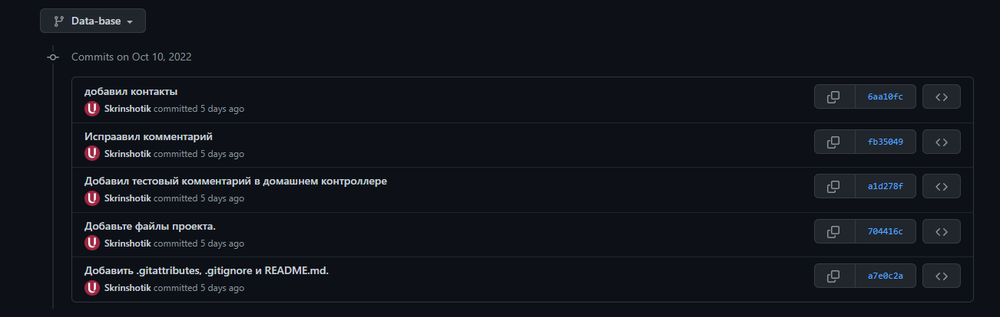 Data-base
Commits on Oct 10, 2022
добавил контакты
6aa10fc
Skrinshotik committed 5 days ago
Испраавил комментарий
fb35049
Skrinshotik committed 5 days ago
Добавил тестовый комментарий в домашнем контроллере
a1d278f
Skrinshotik committed 5 days ago
Добавьте файлы проекта.
704416c
Skrinshotik committed 5 days ago
Добавить .gitattributes, .gitignore и README.md.
a7e0c2a
Skrinshotik committed 5 days ago